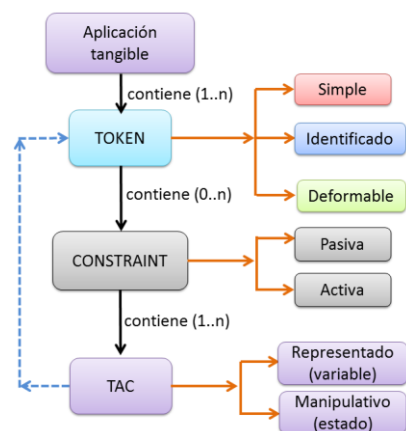 Aplicación
tangible
contiene (1..n)
Simple
TOKEN
Identificado
contiene (0..n)
Deformable
CONSTRAINT
Pasiva
Activa
contiene (1..n)
TAC
Representado
(variable)
Manipulativo
(estado)